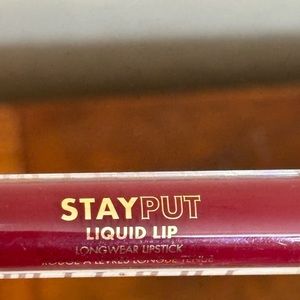 STAYPUT
LIQUID LIP
LONGWEAR LIPSTICK
ROUGE À LÈVRES LONGUE TENUE